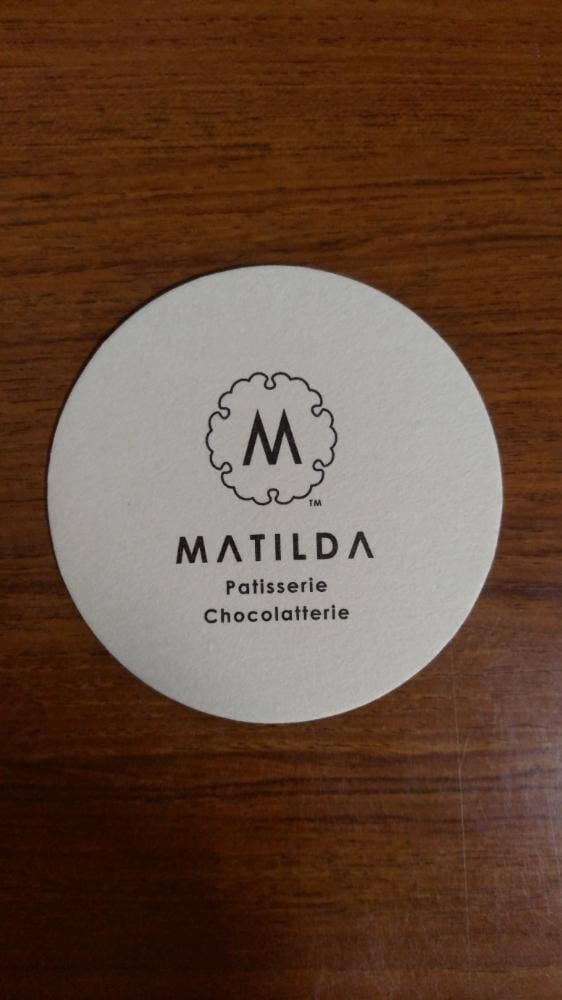 M
TM
MATILDA
Patisserie
Chocolatterie